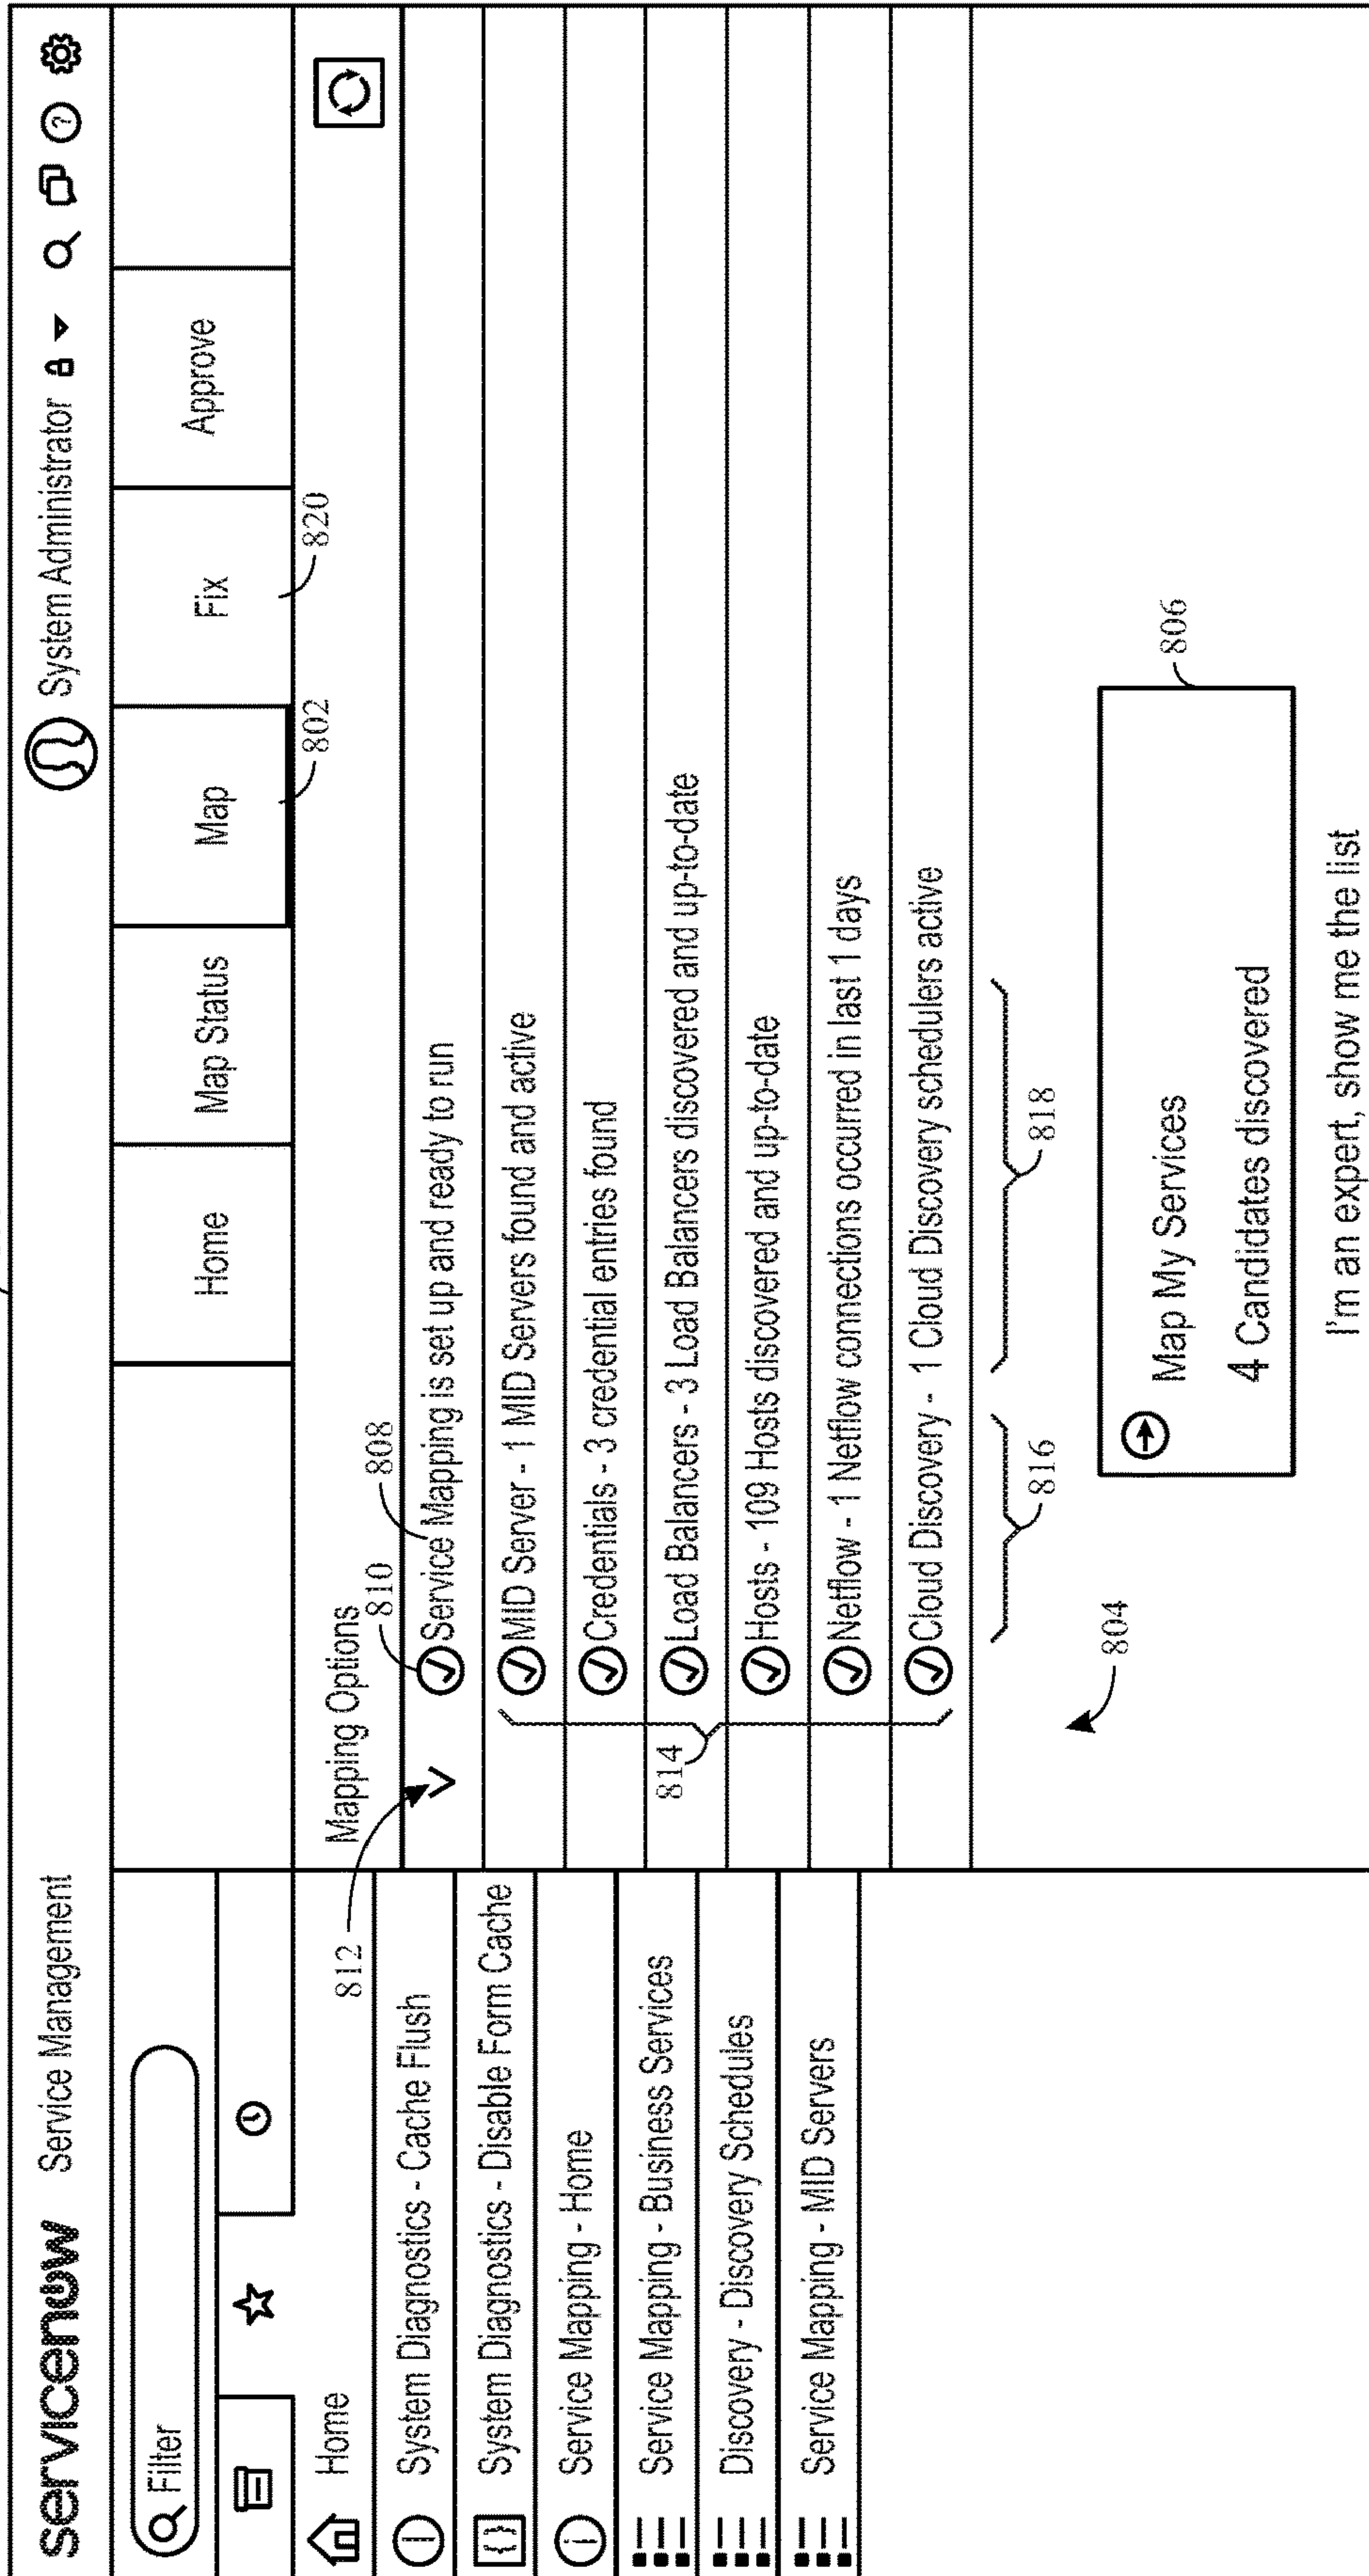 servicenow Service Management
System Administrator
Filter
Home
Map Status
Map
Fix
Approve
802
820
Home
System Diagnostics - Cache Flush
System Diagnostics - Disable Form Cache
Service Mapping - Home
Service Mapping - Business Services
Discovery - Discovery Schedules
Service Mapping - MID Servers
Mapping Options
812
810
808
Service Mapping is set up and ready to run
MID Server - 1 MID Servers found and active
Credentials - 3 credential entries found
Load Balancers - 3 Load Balancers discovered and up-to-date
Hosts - 109 Hosts discovered and up-to-date
Netflow - 1 Netflow connections occurred in last 1 days
Cloud Discovery - 1 Cloud Discovery schedulers active
814
816
818
804
806
Map My Services
4 Candidates discovered
I'm an expert, show me the list